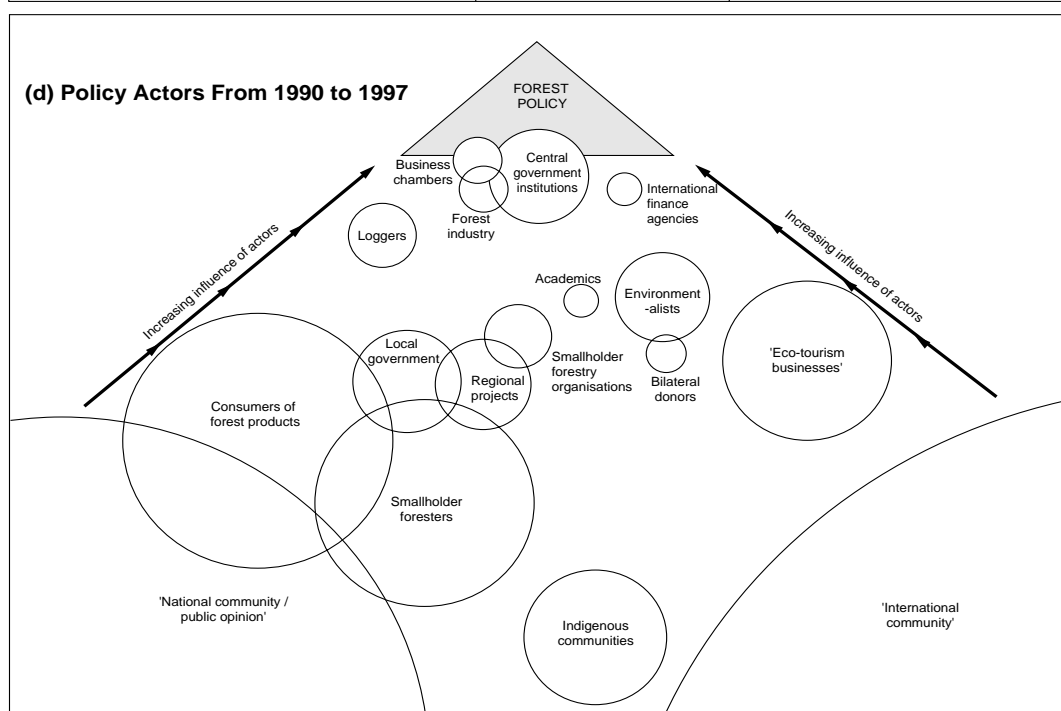 (d) Policy Actors From 1990 to 1997
FOREST
POLICY
Business
chambers
Central
government
institutions
International
finance
agencies
Forest
industry
Loggers
Increasing influence of actors
Increasing influence of actors
Academics
Environment
-alists
Local
government
Smallholder
forestry
organisations
Regional
projects
Bilateral
donors
'Eco-tourism
businesses'
Consumers of
forest products
Smallholder
foresters
'National community /
public opinion'
Indigenous
communities
'International
community'